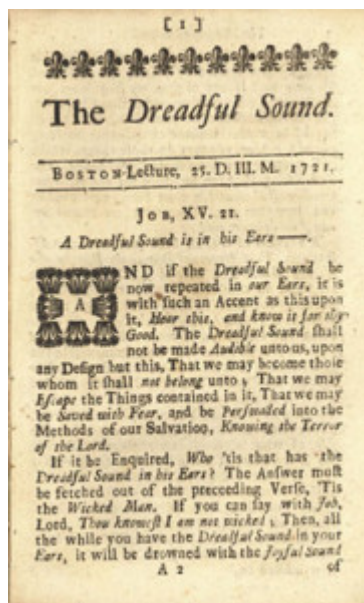 [ 1 ]
The Dreadful Sound.
BOSTON-Lecture, 25. D. III. M. 1721.
JOB, XV. 21.
A Dreadful Sound is in his Ears——.
AND if the Dreadful Sound be
now repeated in our Ears, it is
with ſuch an Accent as this upon
it, Hear this, and know it for thy
Good. The Dreadful Sound ſhall
not be made Audible unto us, upon
any Deſign but this, That we may become thoſe
whom it ſhall not belong unto; That we may
Eſcape the Things contained in it, That we may
be Saved with Fear, and be Perſwaded into the
Methods of our Salvation, Knowing the Terror
of the Lord.
If it be Enquired, Who 'tis that has the
Dreadful Sound in his Ears? The Anſwer muſt
be fetched out of the preceeding Verſe, 'Tis
the Wicked Man. If you can ſay with Job,
Lord, Thou knoweſt I am not wicked; Then, all
the while you have the Dreadful Sound in your
Ears, it will be drowned with the Joyful Sound
A 2 of